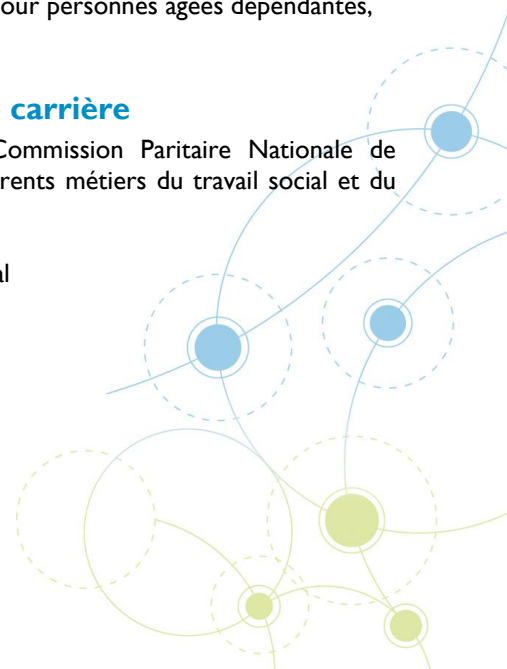 our personnes âgées dépendantes,
carrière
Commission Paritaire Nationale de
rents métiers du travail social et du
al